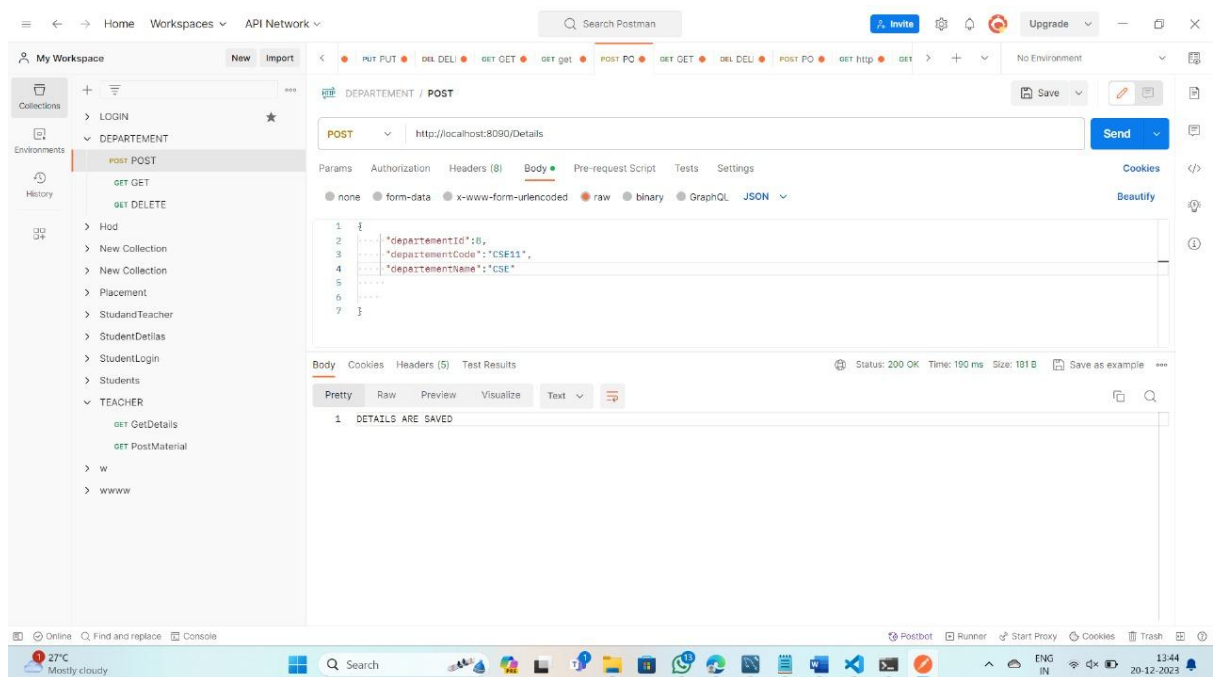 Home Workspaces API Network
Search Postman
Invite
Upgrade
My Workspace New Import
PUT PUT DEL DELI GET GET GET get POST PO GET GET DEL DELI POST PO GET http GET
No Environment
Collections
Environments
History
LOGIN
DEPARTEMENT
POST POST
GET GET
GET DELETE
Hod
New Collection
New Collection
Placement
StudandTeacher
StudentDetilas
StudentLogin
Students
TEACHER
GET GetDetails
GET PostMaterial
w
wwww
HTTP DEPARTEMENT / POST
Save
POST http://localhost:8090/Details
Send
Params Authorization Headers (8) Body Pre-request Script Tests Settings
Cookies
none form-data x-www-form-urlencoded raw binary GraphQL JSON
Beautify
1 {
2 "departementId":8,
3 "departementCode":"CSE11",
4 "departementName":"CSE"
5
6
7 }
Body Cookies Headers (5) Test Results
Status: 200 OK Time: 190 ms Size: 181 B Save as example
Pretty Raw Preview Visualize Text
1 DETAILS ARE SAVED
Online Find and replace Console
Postbot Runner Start Proxy Cookies Trash
1
27°C
Mostly cloudy
Search
13
ENG
IN
13:44
20-12-2023